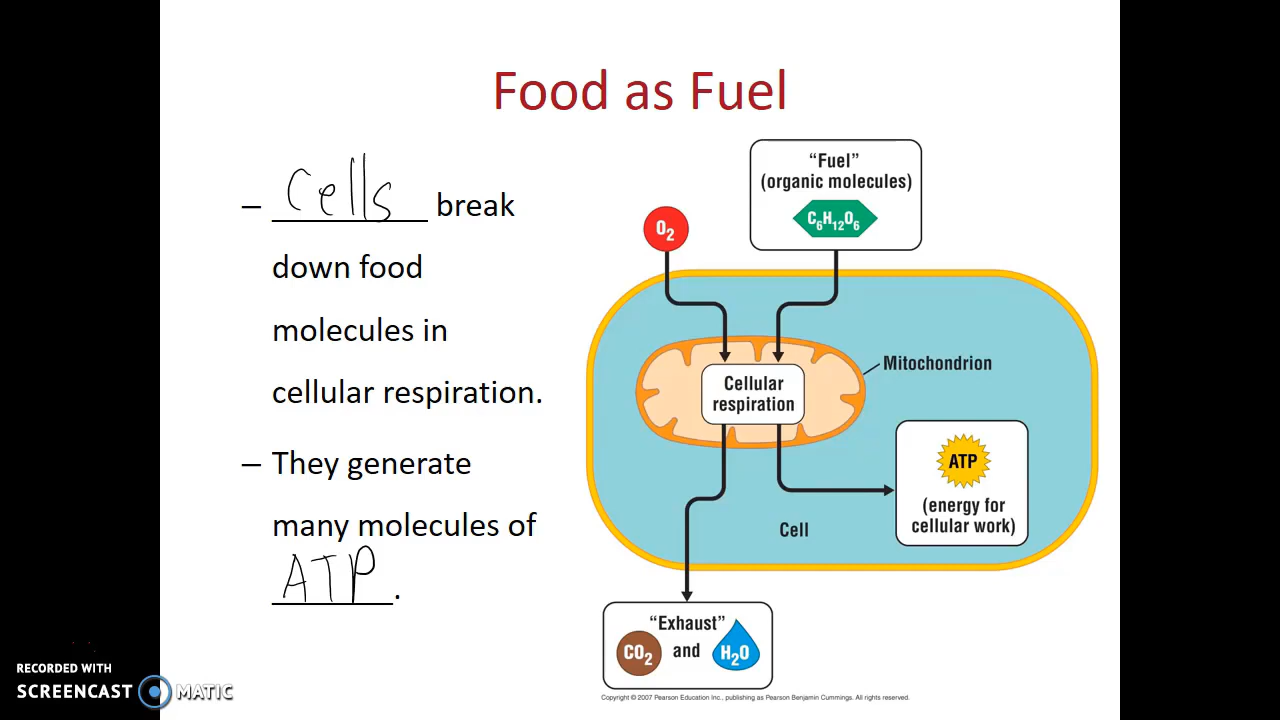 Food as Fuel
– Cells break
down food
molecules in
cellular respiration.
– They generate
many molecules of
ATP.
“Fuel”
(organic molecules)
C₆H₁₂O₆
O₂
Mitochondrion
Cellular
respiration
ATP
(energy for
cellular work)
Cell
“Exhaust”
CO₂ and H₂O
Copyright © 2007 Pearson Education Inc., publishing as Pearson Benjamin Cummings. All rights reserved.
RECORDED WITH
SCREENCAST MATIC